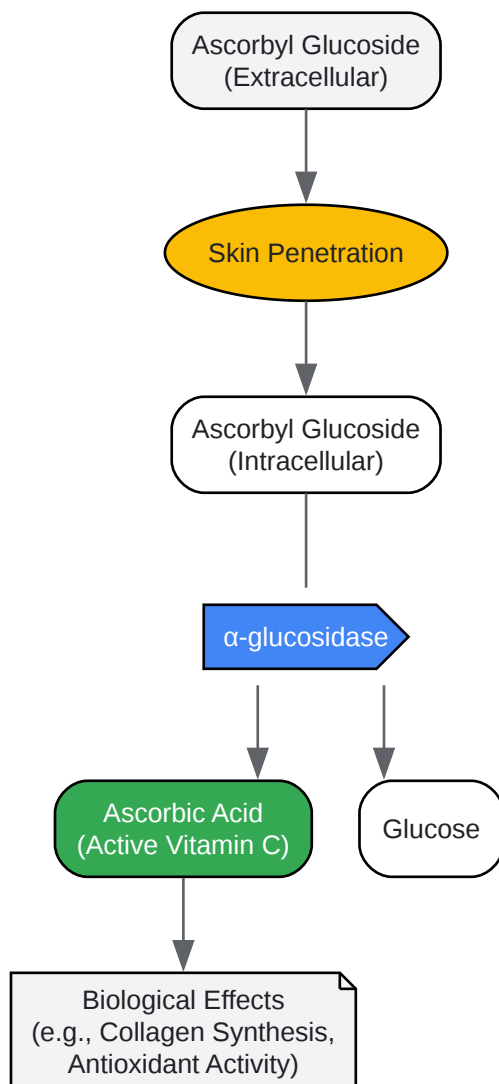 Ascorbyl Glucoside
(Extracellular)
Skin Penetration
Ascorbyl Glucoside
(Intracellular)
α-glucosidase
Ascorbic Acid
(Active Vitamin C)
Glucose
Biological Effects
(e.g., Collagen Synthesis,
Antioxidant Activity)